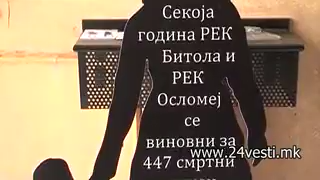 Секоја
година РЕК
Битола и
РЕК
Осломеј
се
виновни за
447 смртни
www.24vesti.mk